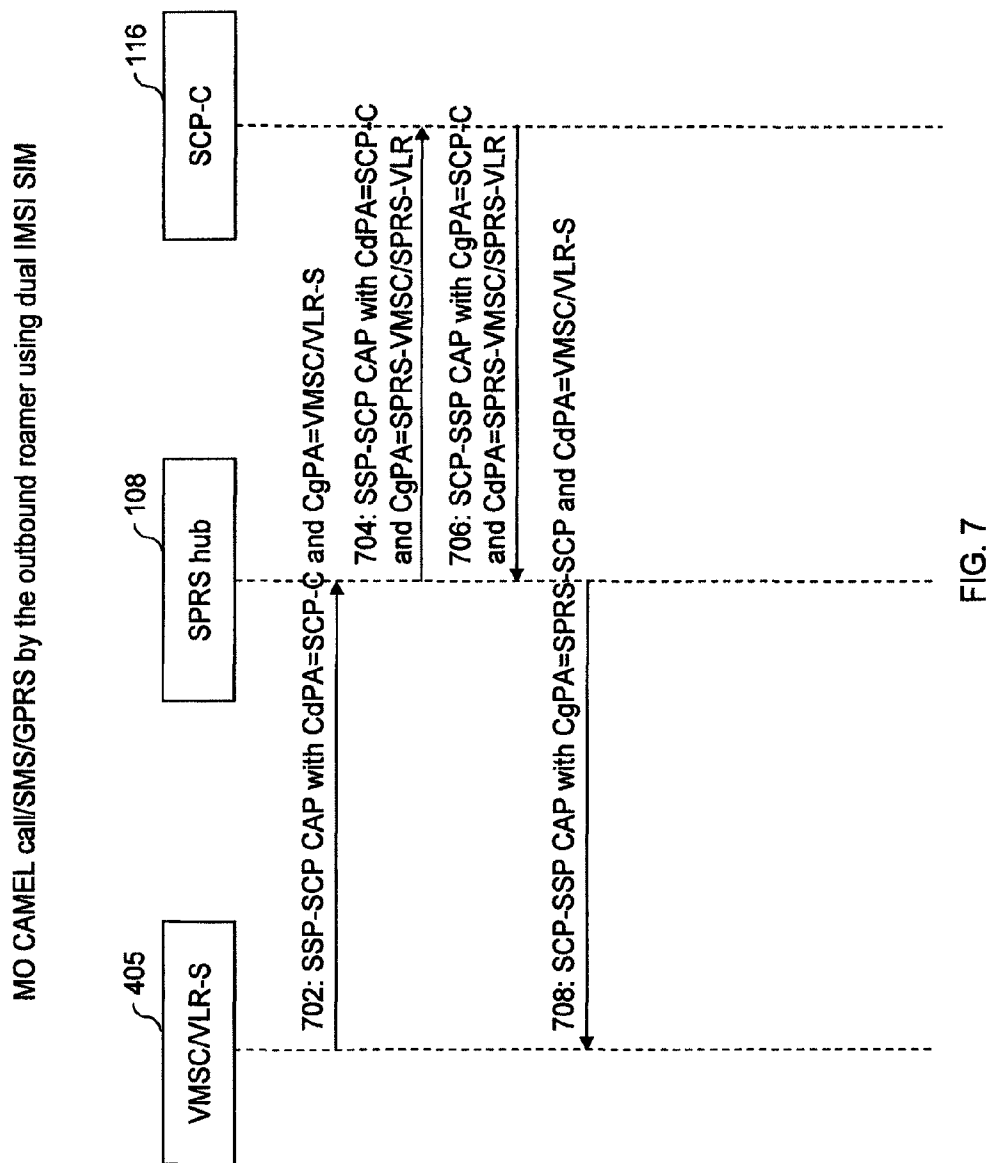 MO CAMEL call/SMS/GPRS by the outbound roamer using dual IMSI SIM
405
108
116
VMSC/VLR-S
SPRS hub
SCP-C
702: SSP-SCP CAP with CdPA=SCP-C and CgPA=VMSC/VLR-S
704: SSP-SCP CAP with CdPA=SCP-C
and CgPA=SPRS-VMSC/SPRS-VLR
706: SCP-SSP CAP with CgPA=SCP-C
and CdPA=SPRS-VMSC/SPRS-VLR
708: SCP-SSP CAP with CgPA=SPRS-SCP and CdPA=VMSC/VLR-S
FIG. 7